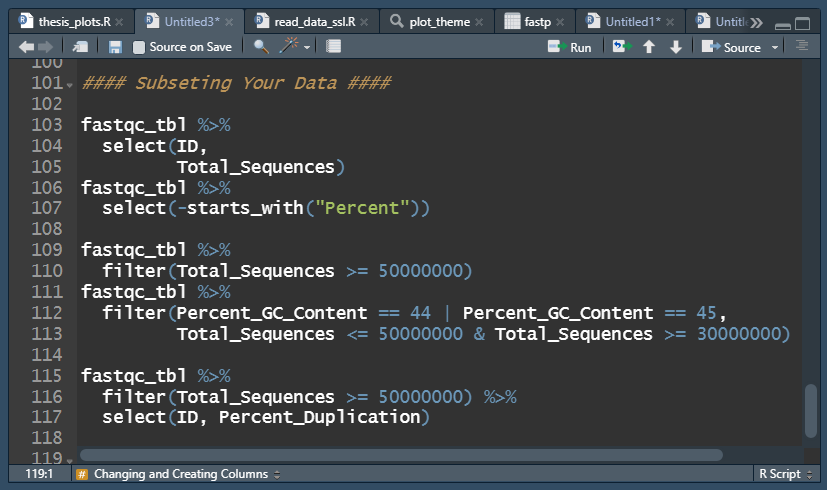 thesis_plots.R × Untitled3* × read_data_ssl.R × plot_theme × fastp × Untitled1* × Untitl
Source on Save Run Source
100
101 #### Subseting Your Data ####
102
103 fastqc_tbl %>%
104 select(ID,
105 Total_Sequences)
106 fastqc_tbl %>%
107 select(-starts_with("Percent"))
108
109 fastqc_tbl %>%
110 filter(Total_Sequences >= 50000000)
111 fastqc_tbl %>%
112 filter(Percent_GC_Content == 44 | Percent_GC_Content == 45,
113 Total_Sequences <= 50000000 & Total_Sequences >= 30000000)
114
115 fastqc_tbl %>%
116 filter(Total_Sequences >= 50000000) %>%
117 select(ID, Percent_Duplication)
118
119
119:1 # Changing and Creating Columns R Script